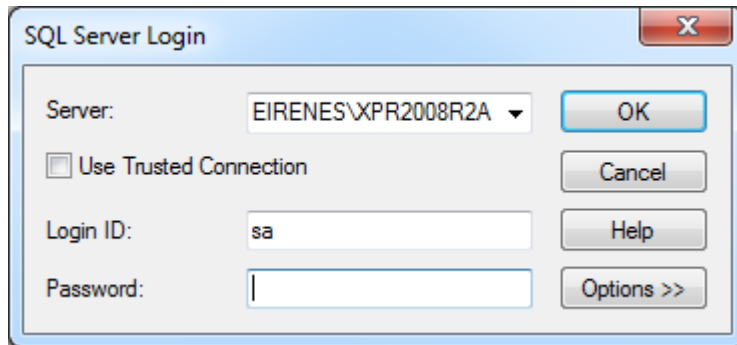 SQL Server Login
Server: EIRENES\XPR2008R2A OK
Use Trusted Connection Cancel
Login ID: sa Help
Password: Options >>